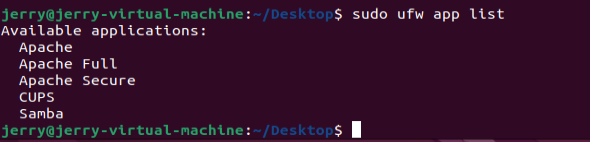 jerry@jerry-virtual-machine:~/Desktop$ sudo ufw app list
Available applications:
  Apache
  Apache Full
  Apache Secure
  CUPS
  Samba
jerry@jerry-virtual-machine:~/Desktop$